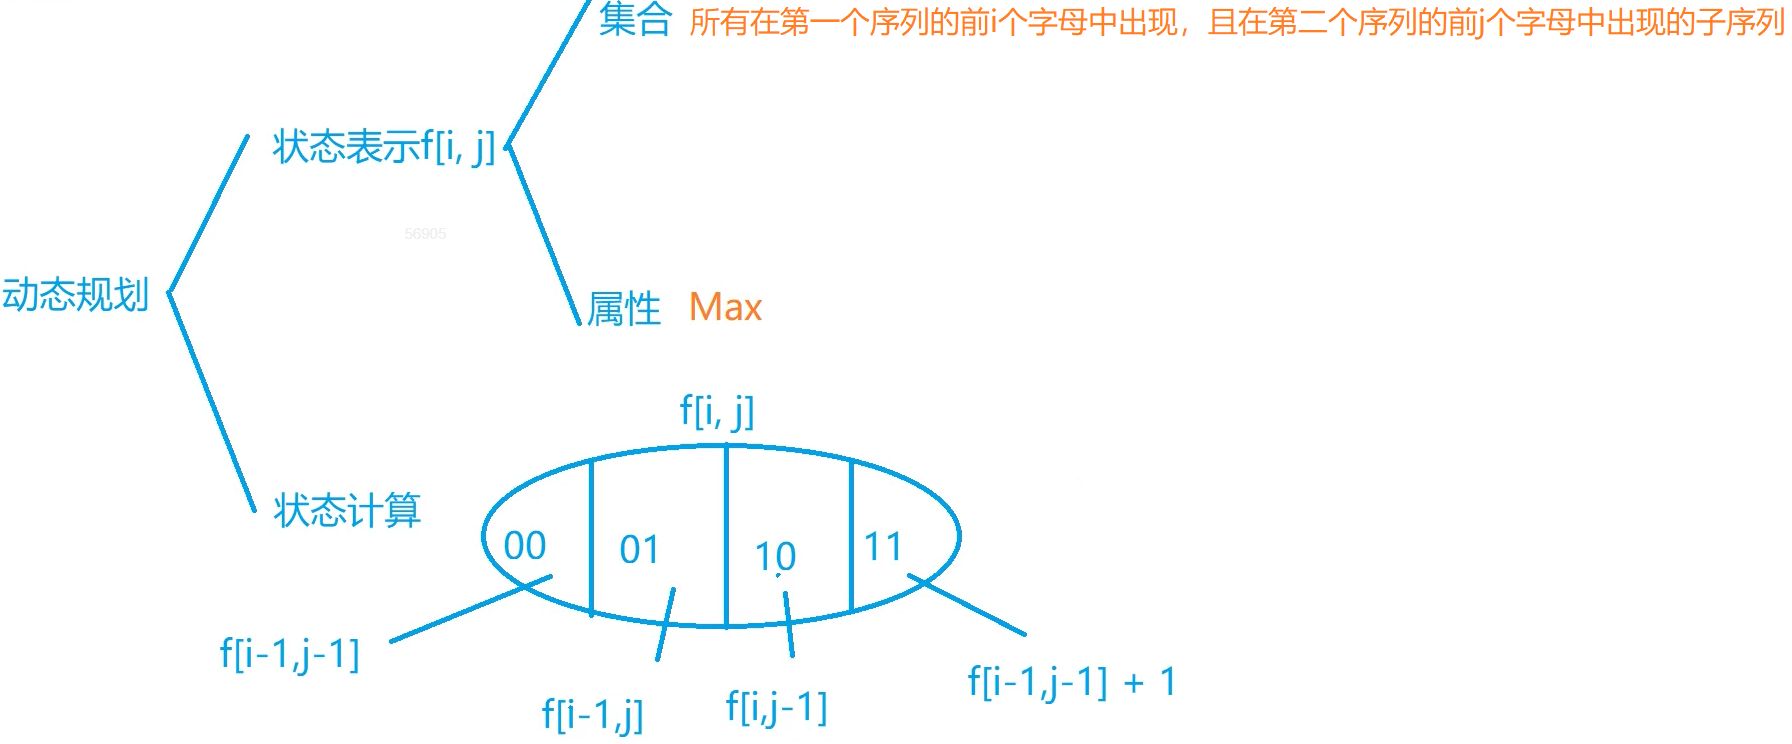 集合 所有在第一个序列的前i个字母中出现，且在第二个序列的前j个字母中出现的子序列
状态表示f[i, j]
56905
动态规划
属性 Max
f[i, j]
状态计算
00 01 10 11
f[i-1,j-1]
f[i-1,j]
f[i,j-1]
f[i-1,j-1] + 1